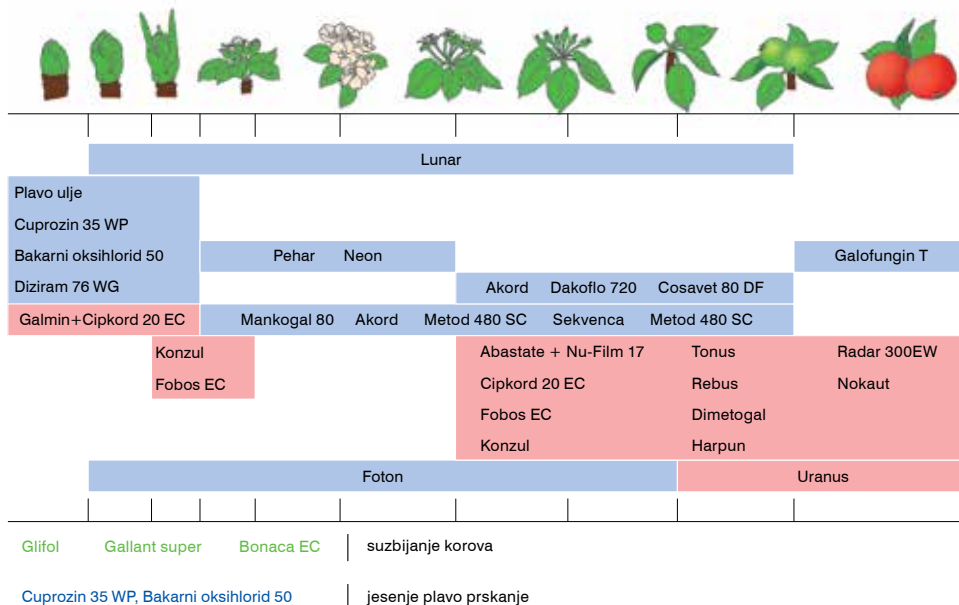 Lunar
Plavo ulje
Cuprozin 35 WP
Bakarni oksihlorid 50
Pehar Neon
Galofungin T
Diziram 76 WG
Akord Dakoflo 720 Cosavet 80 DF
Galmin+Cipkord 20 EC
Mankogal 80 Akord Metod 480 SC Sekvenca Metod 480 SC
Konzul
Abastate + Nu-Film 17
Tonus
Radar 300EW
Fobos EC
Cipkord 20 EC
Rebus
Nokaut
Fobos EC
Dimetogal
Konzul
Harpun
Foton
Uranus
Glifol Gallant super Bonaca EC suzbijanje korova
Cuprozin 35 WP, Bakarni oksihlorid 50 jesenje plavo prskanje